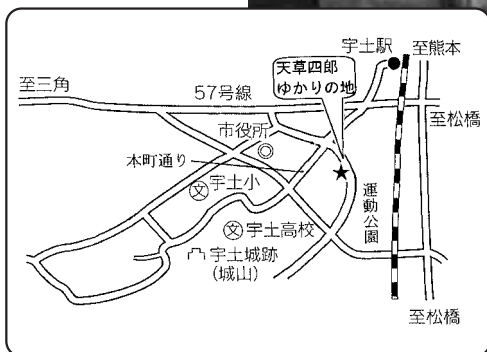 宇土駅
至熊本
天草四郎
ゆかりの地
至三角
57号線
至松橋
市役所
本町通り
文
宇土小
運動公園
文
宇土高校
宇土城跡
(城山)
至松橋